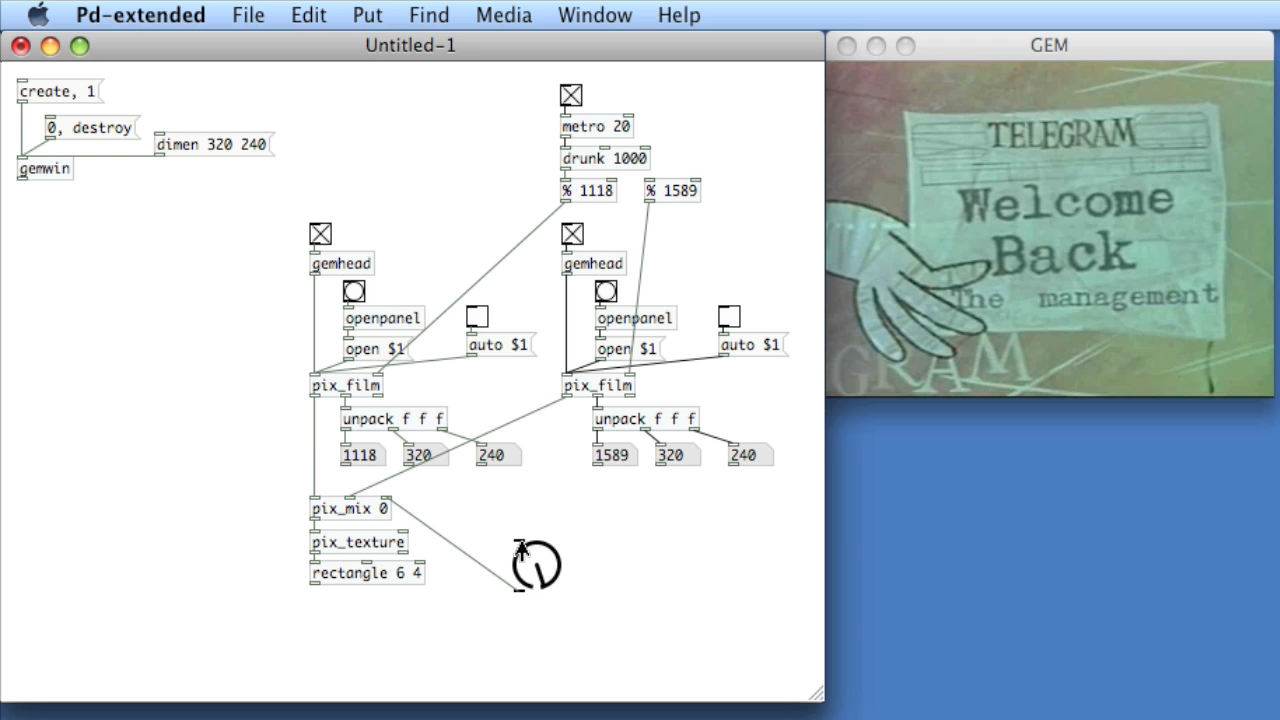 Pd-extended File Edit Put Find Media Window Help
Untitled-1
GEM
create, 1
0, destroy
dimen 320 240
gemwin
metro 20
drunk 1000
% 1118 % 1589
gemhead gemhead
openpanel openpanel
open $1 auto $1 open $1 auto $1
pix_film pix_film
unpack f f f unpack f f f
1118 320 240 1589 320 240
pix_mix 0
pix_texture
rectangle 6 4
TELEGRAM
Welcome
Back
The management
GRAM